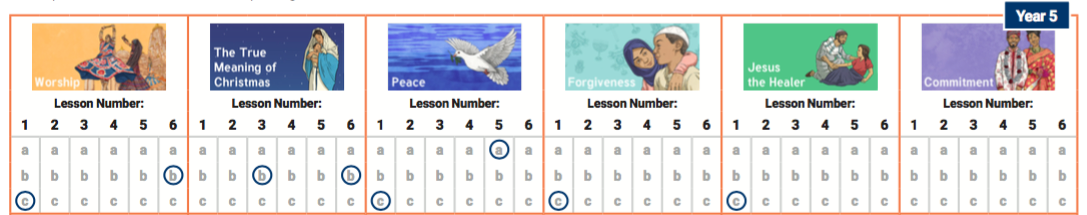 Year 5
Worship The True Meaning of Christmas Peace Forgiveness Jesus the Healer Commitment
Lesson Number: Lesson Number: Lesson Number: Lesson Number: Lesson Number: Lesson Number:
1 2 3 4 5 6 1 2 3 4 5 6 1 2 3 4 5 6 1 2 3 4 5 6 1 2 3 4 5 6 1 2 3 4 5 6
a a a a a a a a a a a a a a a a a a a a a a a a a a a a a a a a a a a a
b b b b b b b b b b b b b b b b b b b b b b b b b b b b b b b b b b b b
c c c c c c c c c c c c c c c c c c c c c c c c c c c c c c c c c c c c